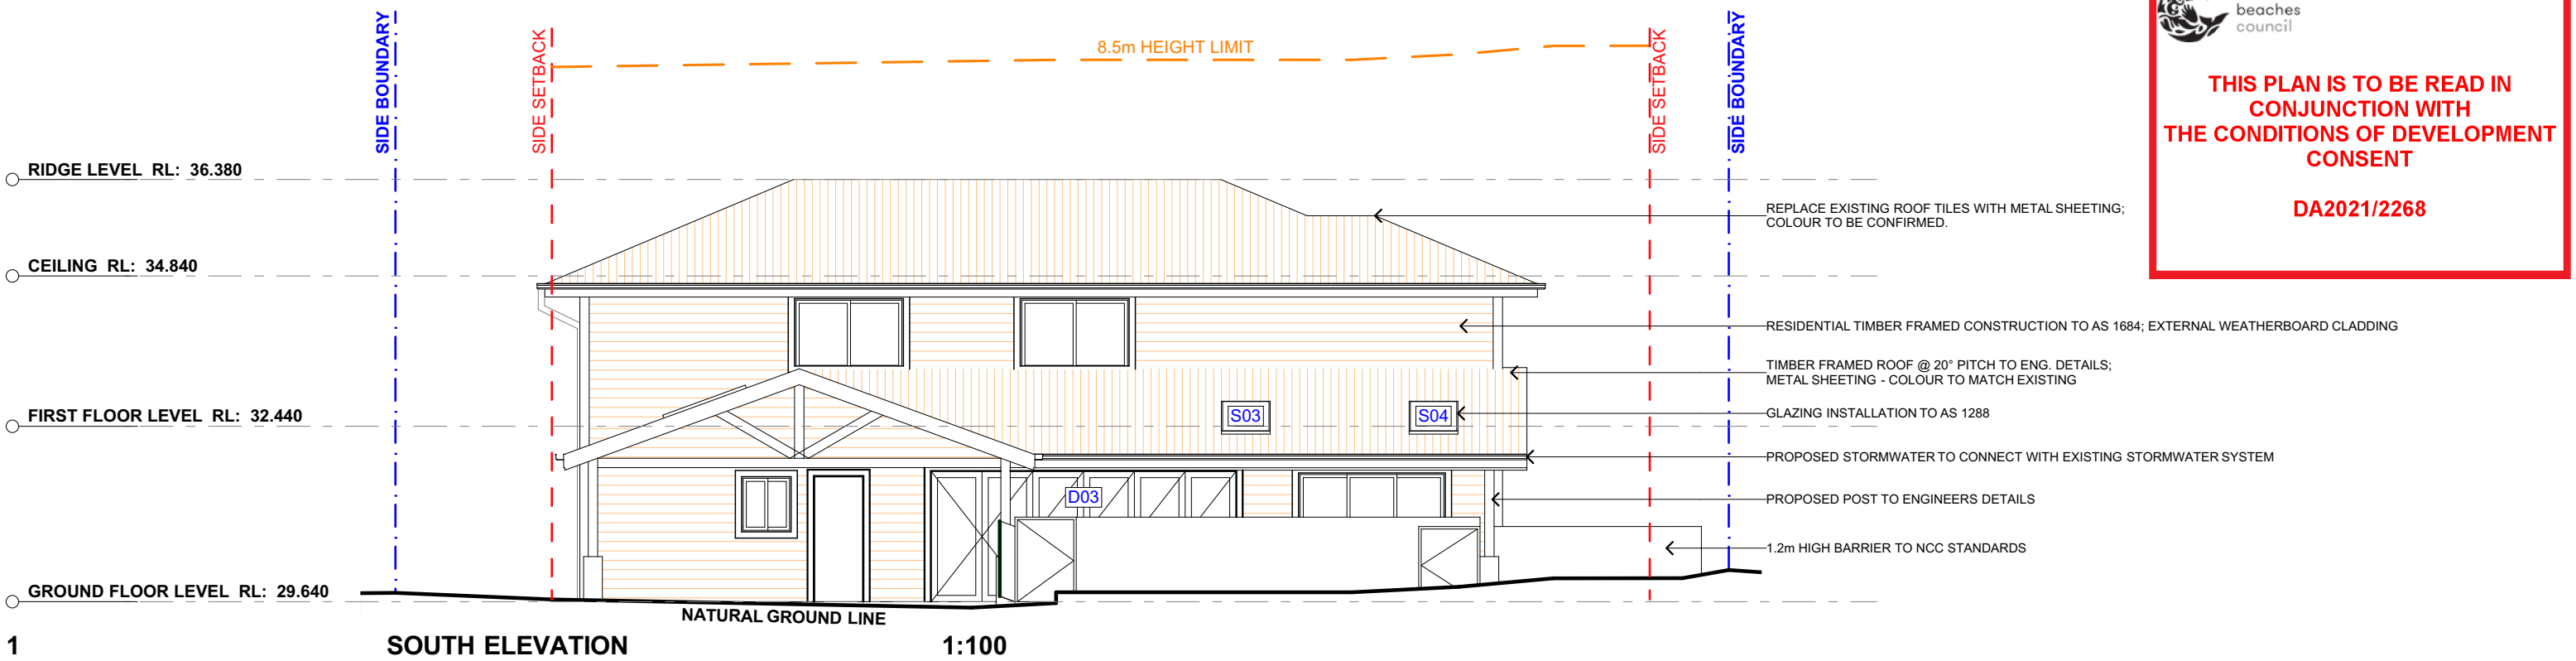 beaches
council
THIS PLAN IS TO BE READ IN
CONJUNCTION WITH
THE CONDITIONS OF DEVELOPMENT
CONSENT
DA2021/2268
SIDE BOUNDARY
SIDE SETBACK
8.5m HEIGHT LIMIT
SIDE SETBACK
SIDE BOUNDARY
RIDGE LEVEL RL: 36.380
CEILING RL: 34.840
FIRST FLOOR LEVEL RL: 32.440
GROUND FLOOR LEVEL RL: 29.640
REPLACE EXISTING ROOF TILES WITH METAL SHEETING;
COLOUR TO BE CONFIRMED.
RESIDENTIAL TIMBER FRAMED CONSTRUCTION TO AS 1684; EXTERNAL WEATHERBOARD CLADDING
TIMBER FRAMED ROOF @ 20° PITCH TO ENG. DETAILS;
METAL SHEETING - COLOUR TO MATCH EXISTING
S03
S04
GLAZING INSTALLATION TO AS 1288
PROPOSED STORMWATER TO CONNECT WITH EXISTING STORMWATER SYSTEM
D03
PROPOSED POST TO ENGINEERS DETAILS
1.2m HIGH BARRIER TO NCC STANDARDS
NATURAL GROUND LINE
1
SOUTH ELEVATION
1:100